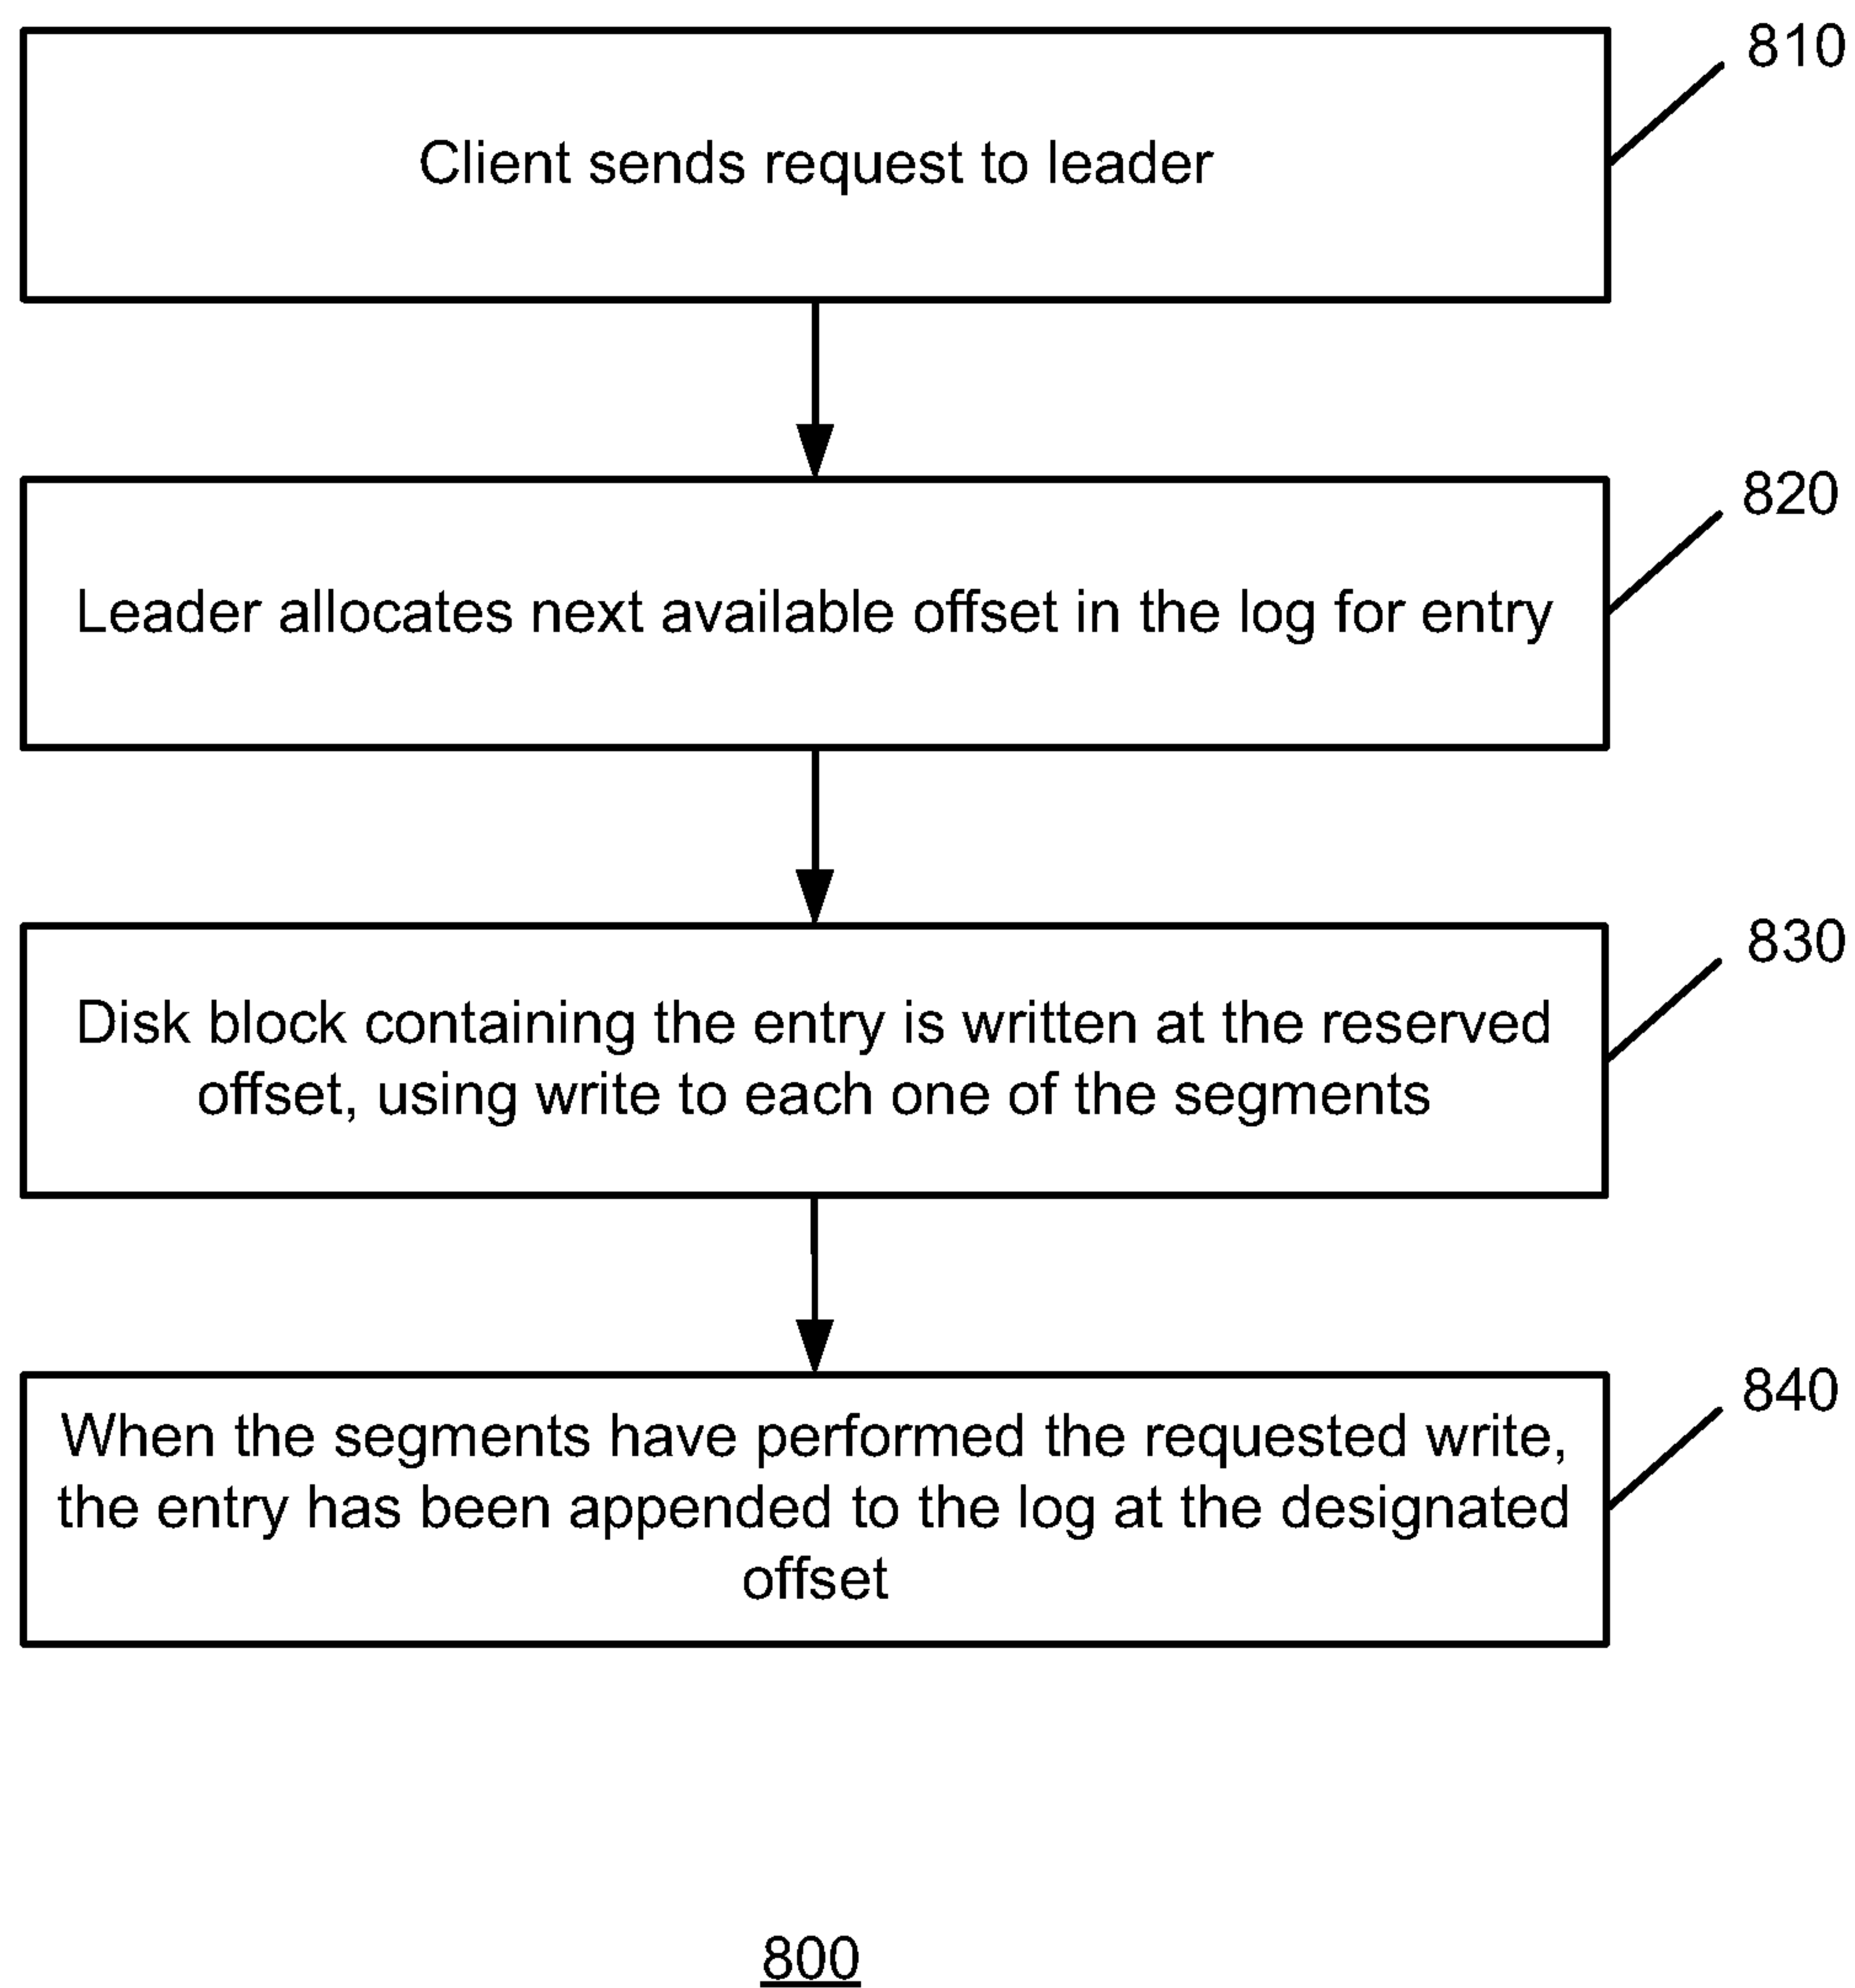 810
Client sends request to leader
820
Leader allocates next available offset in the log for entry
830
Disk block containing the entry is written at the reserved
offset, using write to each one of the segments
840
When the segments have performed the requested write,
the entry has been appended to the log at the designated
offset
800